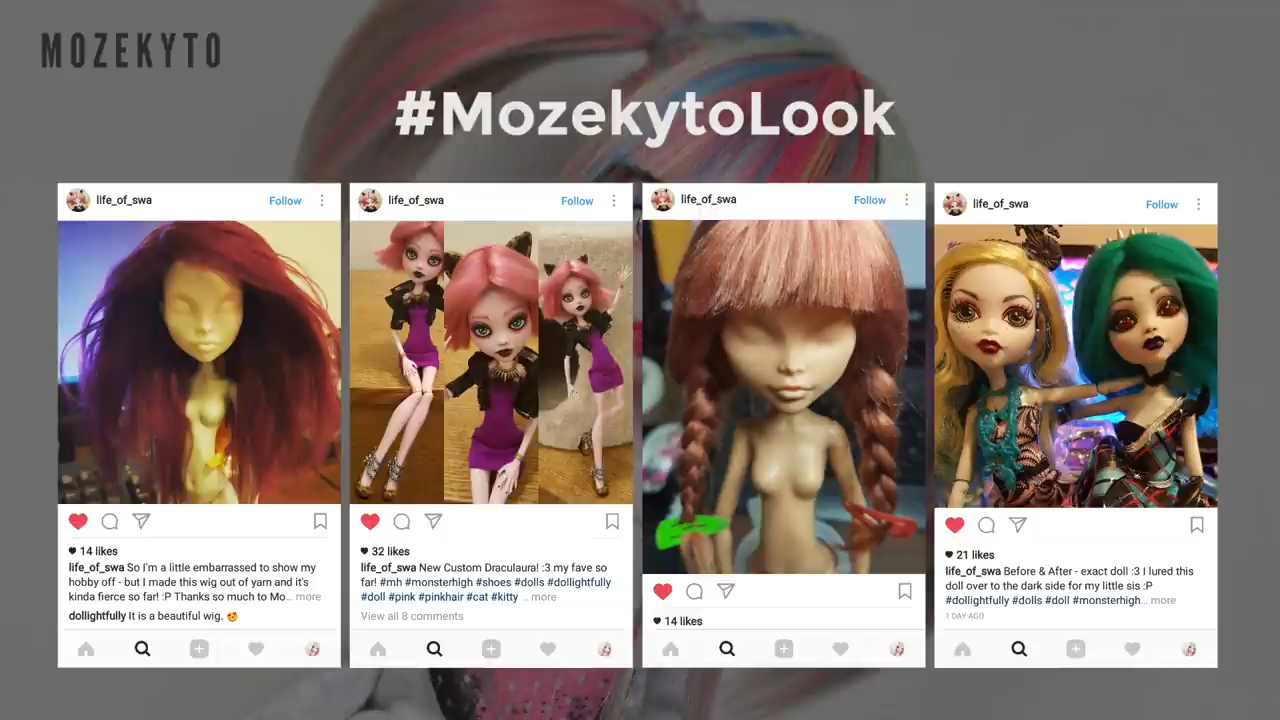 MOZEKYTO
#MozekytoLook
life_of_swa Follow
14 likes
life_of_swa So I'm a little embarrassed to show my
hobby off - but I made this wig out of yarn and it's
kinda fierce so far! :P Thanks so much to Mo... more
dollightfully It is a beautiful wig.
life_of_swa Follow
32 likes
life_of_swa New Custom Draculaura! :3 my fave so
far! #mh #monsterhigh #shoes #dolls #dollightfully
#doll #pink #pinkhair #cat #kitty ... more
View all 8 comments
life_of_swa Follow
14 likes
life_of_swa Follow
21 likes
life_of_swa Before & After - exact doll :3 I lured this
doll over to the dark side for my little sis :P
#dollightfully #dolls #doll #monsterhigh... more
1 DAY AGO